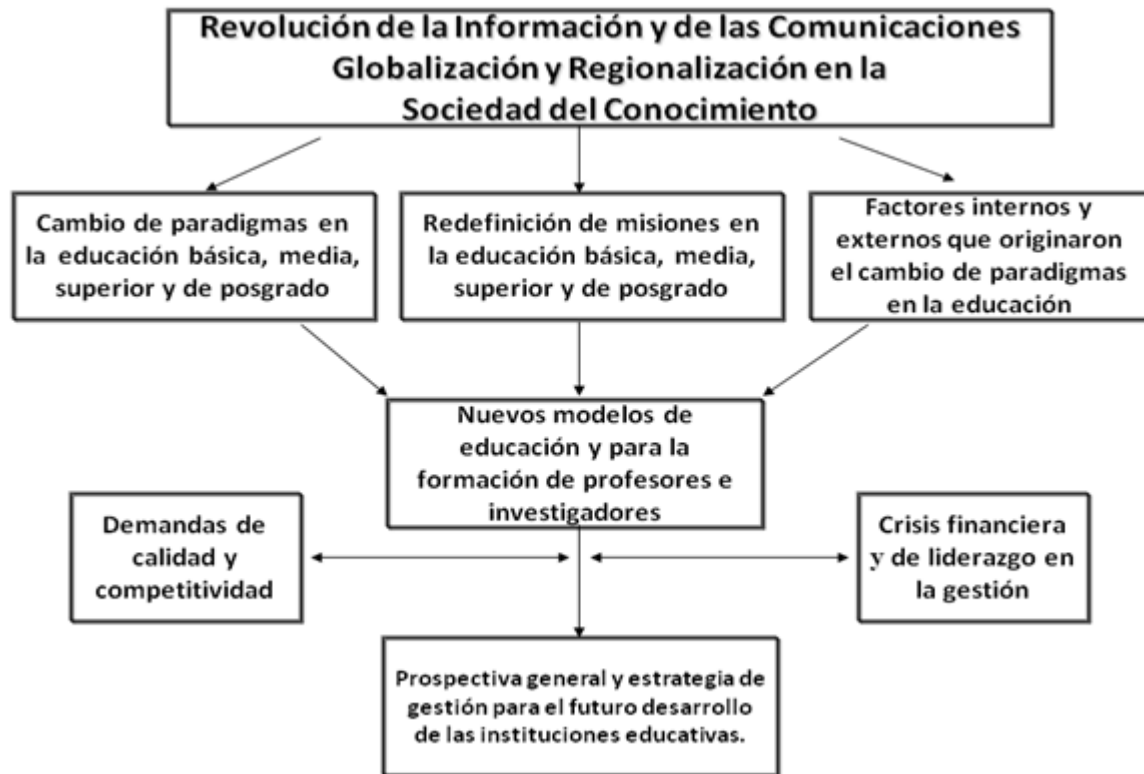 Revolución de la Información y de las Comunicaciones
Globalización y Regionalización en la
Sociedad del Conocimiento
Cambio de paradigmas en
la educación básica, media,
superior y de posgrado
Redefinición de misiones en
la educación básica, media,
superior y de posgrado
Factores internos y
externos que originaron
el cambio de paradigmas
en la educación
Nuevos modelos de
educación y para la
formación de profesores e
investigadores
Demandas de
calidad y
competitividad
Crisis financiera
y de liderazgo en
la gestión
Prospectiva general y estrategia de
gestión para el futuro desarrollo
de las instituciones educativas.